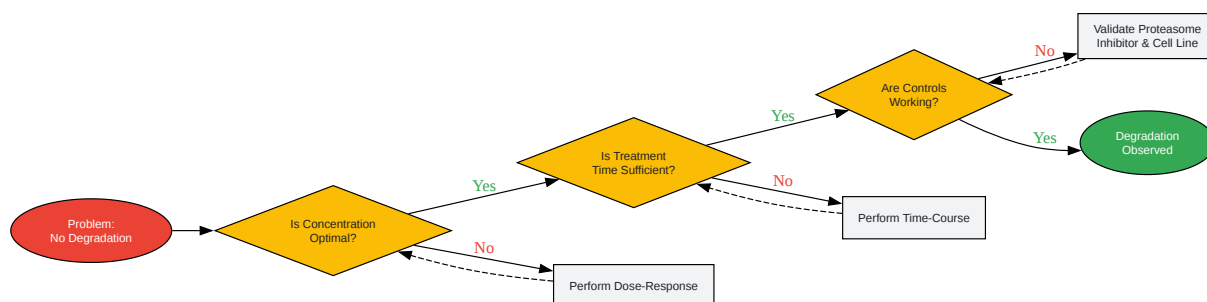 Problem:
No Degradation
Is Concentration
Optimal?
Yes
No
Perform Dose-Response
Is Treatment
Time Sufficient?
Yes
No
Perform Time-Course
Are Controls
Working?
No
Validate Proteasome
Inhibitor & Cell Line
Yes
Degradation
Observed